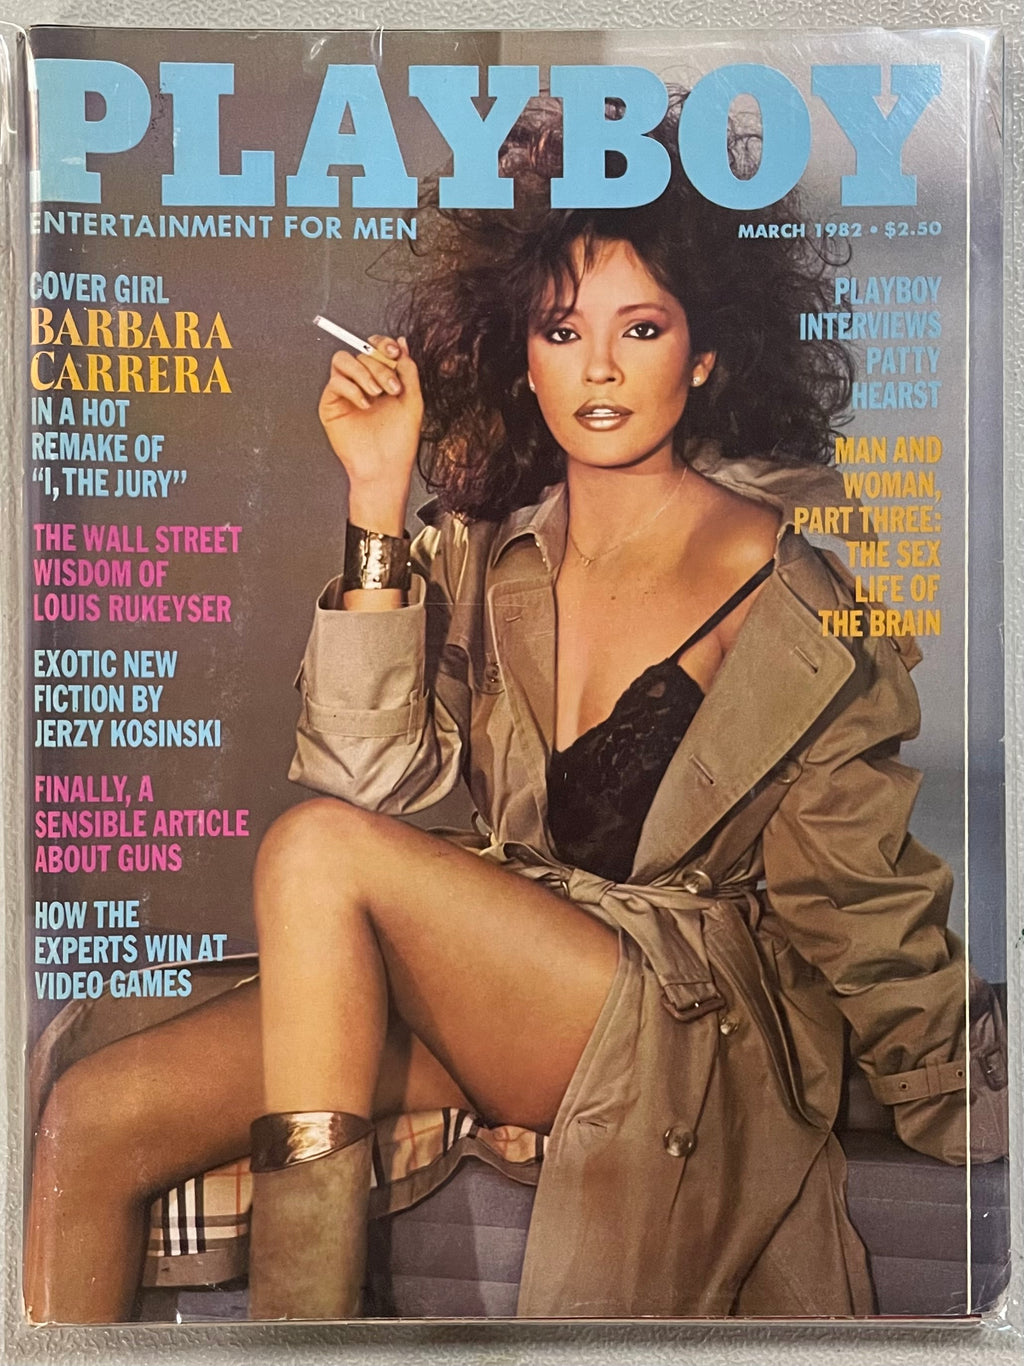 PLAYBOY
ENTERTAINMENT FOR MEN
MARCH 1982 • $2.50
COVER GIRL
BARBARA
CARRERA
IN A HOT
REMAKE OF
"I, THE JURY"
THE WALL STREET
WISDOM OF
LOUIS RUKEYSER
EXOTIC NEW
FICTION BY
JERZY KOSINSKI
FINALLY, A
SENSIBLE ARTICLE
ABOUT GUNS
HOW THE
EXPERTS WIN AT
VIDEO GAMES
PLAYBOY
INTERVIEWS
PATTY
HEARST
MAN AND
WOMAN,
PART THREE:
THE SEX
LIFE OF
THE BRAIN